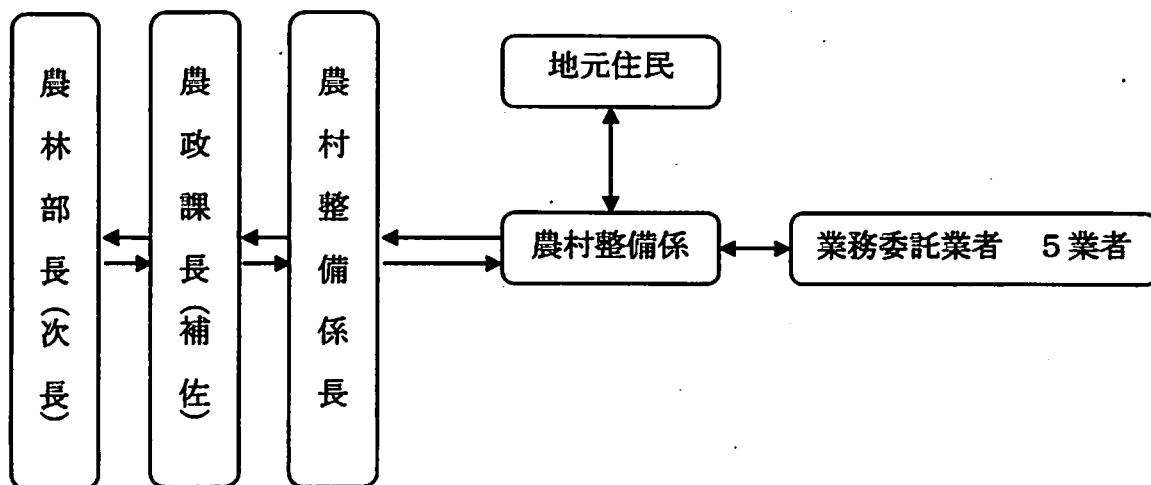 農林部長（次長）
農政課長（補佐）
農村整備係長
地元住民
農村整備係
業務委託業者　５業者